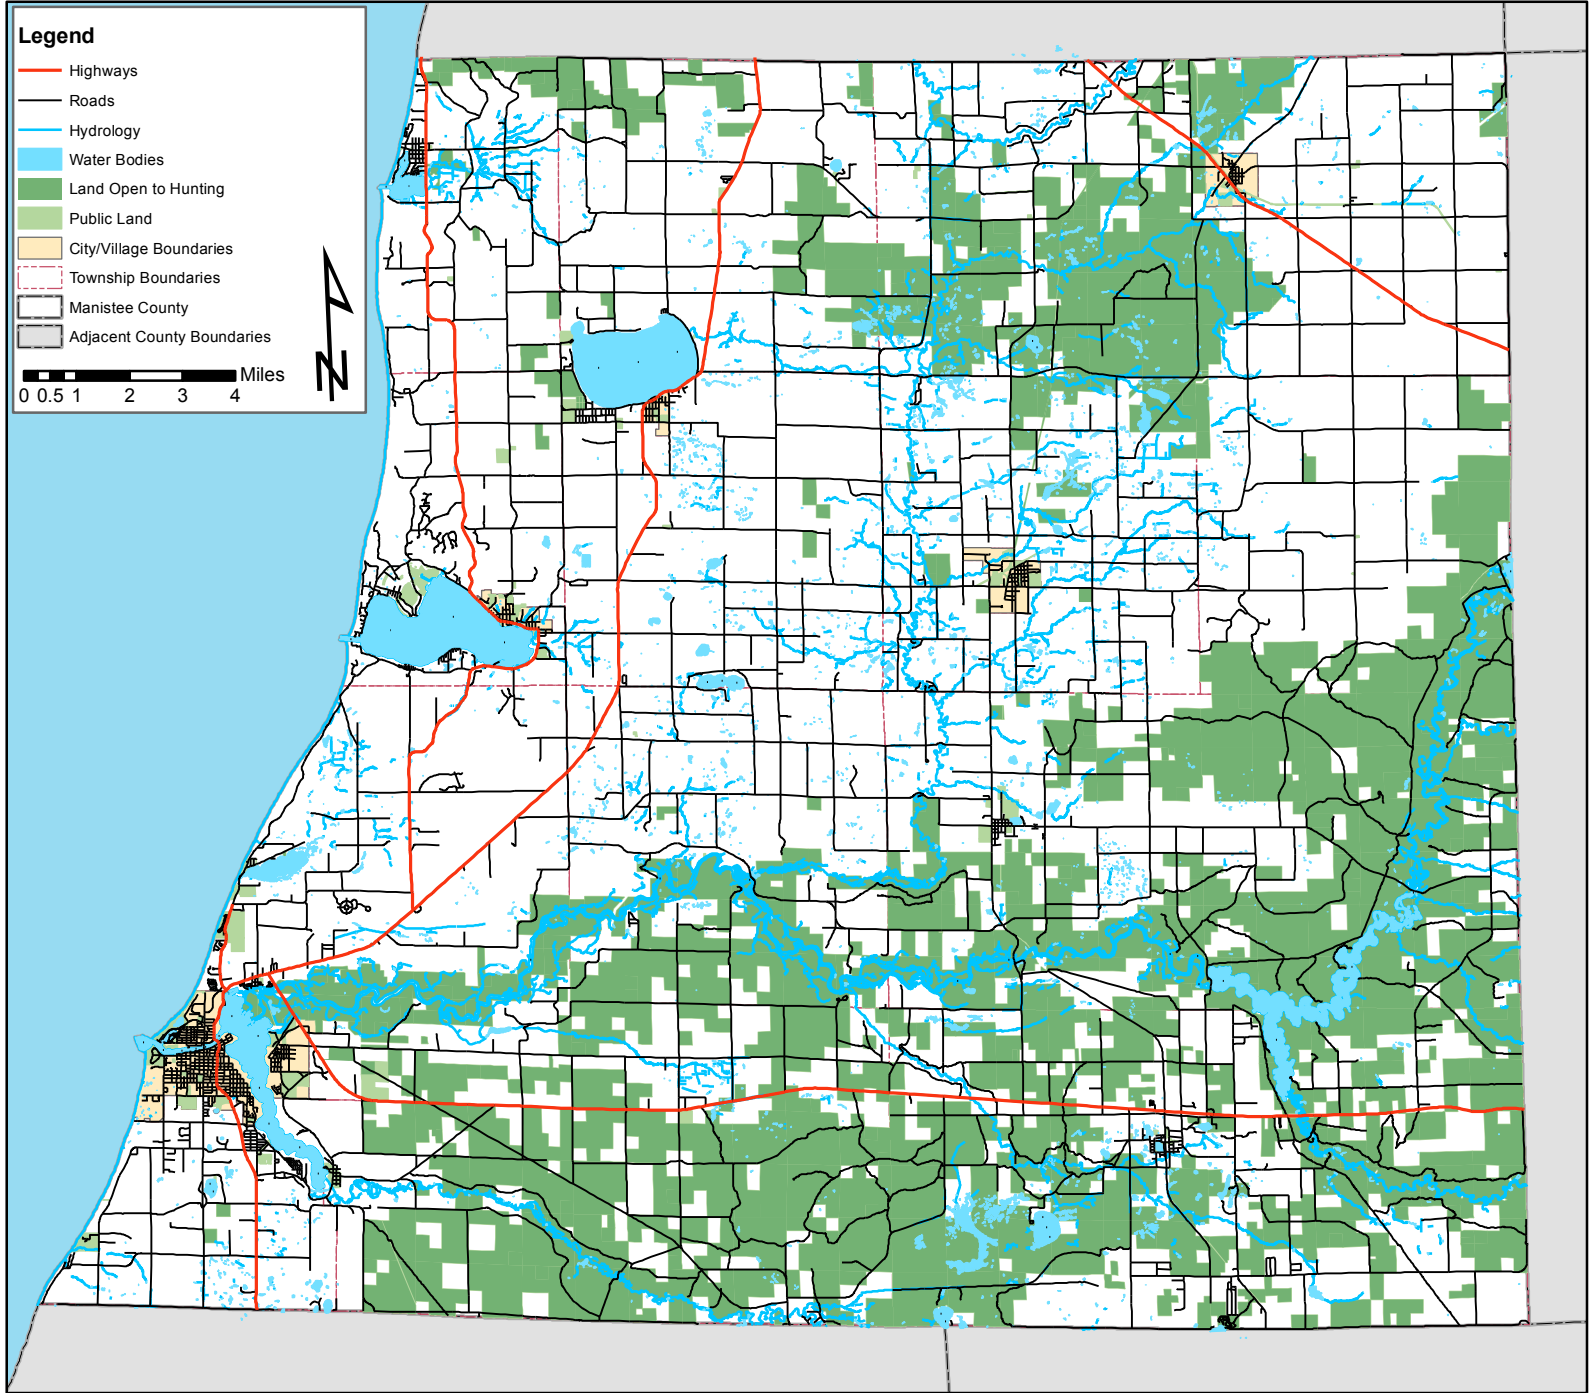 Legend
Highways
Roads
Hydrology
Water Bodies
Land Open to Hunting
Public Land
City/Village Boundaries
Township Boundaries
Manistee County
Adjacent County Boundaries
Miles
0 0.5 1 2 3 4
N